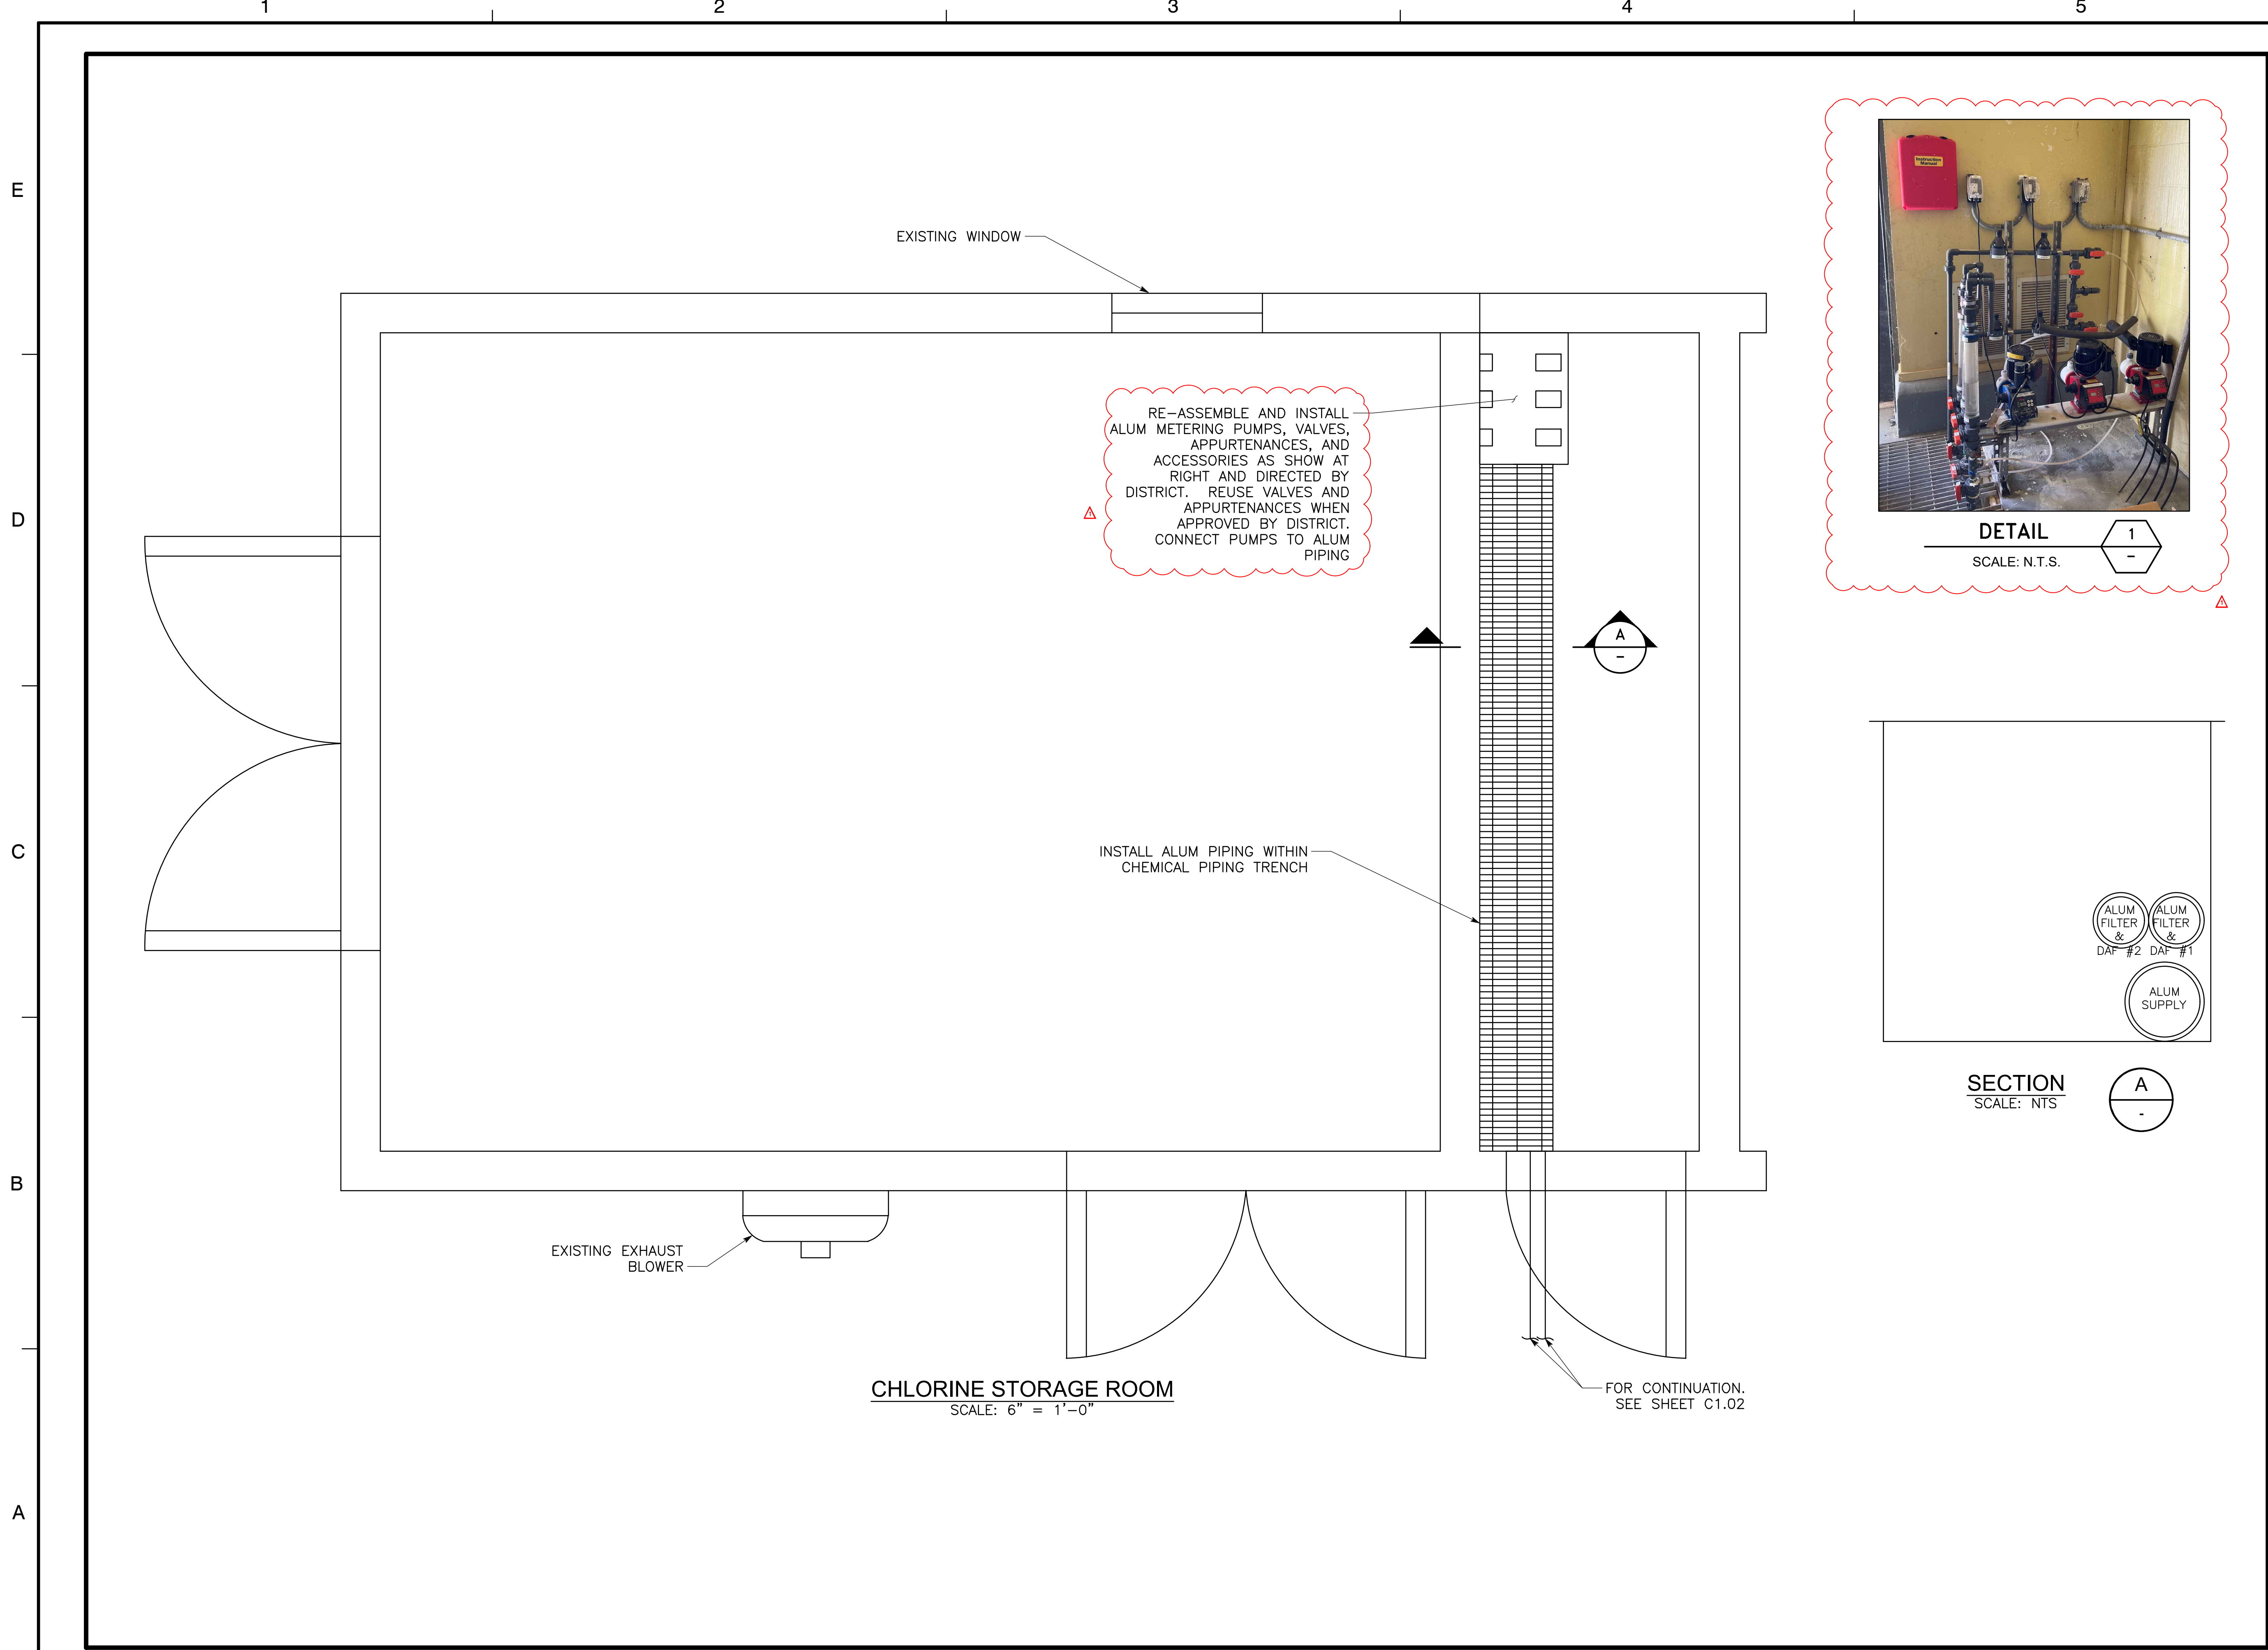 1
2
3
4
5
E
D
C
B
A
EXISTING WINDOW
Instruction
Manual
RE-ASSEMBLE AND INSTALL
ALUM METERING PUMPS, VALVES,
APPURTENANCES, AND
ACCESSORIES AS SHOW AT
RIGHT AND DIRECTED BY
DISTRICT. REUSE VALVES AND
APPURTENANCES WHEN
APPROVED BY DISTRICT.
CONNECT PUMPS TO ALUM
PIPING
DETAIL
1
-
SCALE: N.T.S.
A
-
INSTALL ALUM PIPING WITHIN
CHEMICAL PIPING TRENCH
ALUM
FILTER
&
DAF #2
ALUM
FILTER
&
DAF #1
ALUM
SUPPLY
SECTION
SCALE: NTS
A
-
EXISTING EXHAUST
BLOWER
CHLORINE STORAGE ROOM
SCALE: 6" = 1'-0"
FOR CONTINUATION.
SEE SHEET C1.02